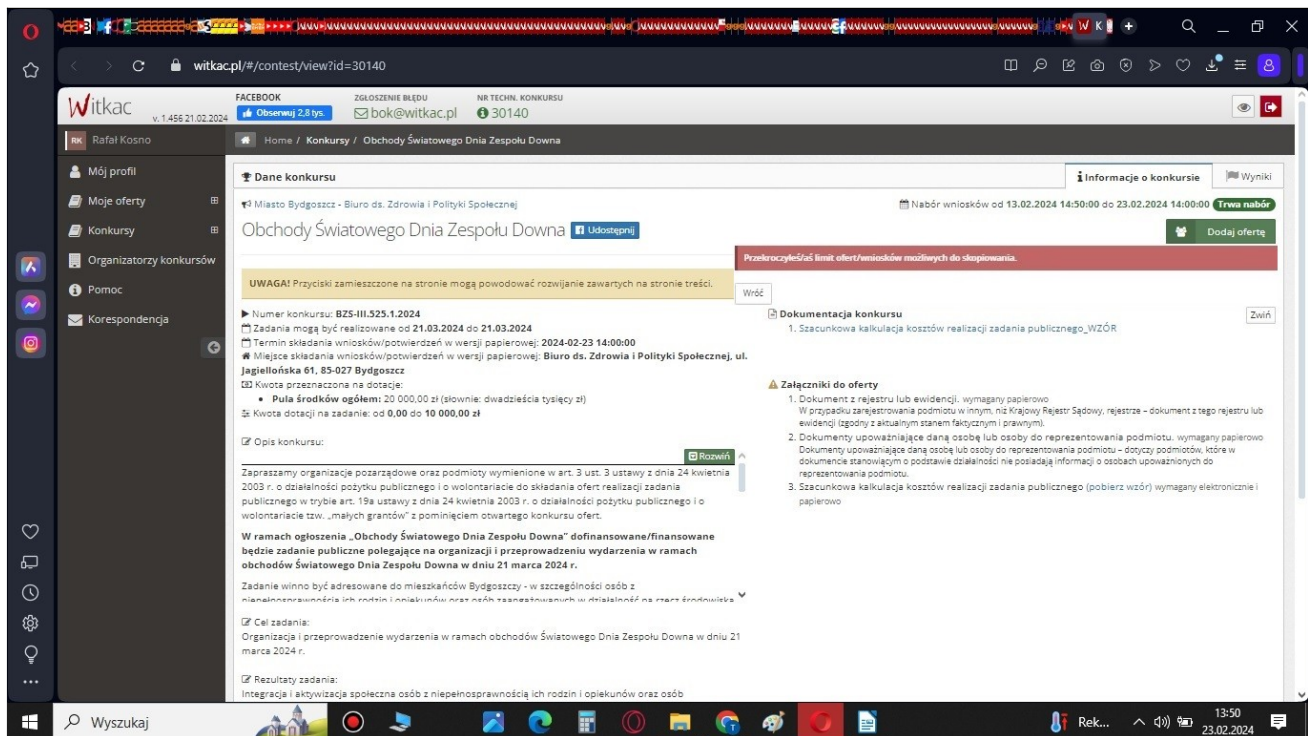 witkac.pl/#/contest/view?id=30140
Witkac
v. 1.456 21.02.2024
FACEBOOK
Obserwuj 2,8 tys.
ZGŁOSZENIE BŁĘDU
bok@witkac.pl
NR TECHN. KONKURSU
30140
RK Rafał Kosno
Home / Konkursy / Obchody Światowego Dnia Zespołu Downa
Mój profil
Moje oferty
Konkursy
Organizatorzy konkursów
Pomoc
Korespondencja
Dane konkursu
Informacje o konkursie
Wyniki
Miasto Bydgoszcz - Biuro ds. Zdrowia i Polityki Społecznej
Nabór wniosków od 13.02.2024 14:50:00 do 23.02.2024 14:00:00 Trwa nabór
Obchody Światowego Dnia Zespołu Downa
Udostępnij
Dodaj ofertę
Przekroczyłeś/aś limit ofert/wniosków możliwych do skopiowania.
UWAGA! Przyciski zamieszczone na stronie mogą powodować rozwijanie zawartych na stronie treści.
Wróć
Numer konkursu: BZS-III.525.1.2024
Zadania mogą być realizowane od 21.03.2024 do 21.03.2024
Termin składania wniosków/potwierdzeń w wersji papierowej: 2024-02-23 14:00:00
Miejsce składania wniosków/potwierdzeń w wersji papierowej: Biuro ds. Zdrowia i Polityki Społecznej, ul.
Jagiellońska 61, 85-027 Bydgoszcz
Kwota przeznaczona na dotacje:
Pula środków ogółem: 20 000,00 zł (słownie: dwadzieścia tysięcy zł)
Kwota dotacji na zadanie: od 0,00 do 10 000,00 zł
Opis konkursu:
Rozwiń
Zapraszamy organizacje pozarządowe oraz podmioty wymienione w art. 3 ust. 3 ustawy z dnia 24 kwietnia
2003 r. o działalności pożytku publicznego i o wolontariacie do składania ofert realizacji zadania
publicznego w trybie art. 19a ustawy z dnia 24 kwietnia 2003 r. o działalności pożytku publicznego i o
wolontariacie tzw. „małych grantów” z pominięciem otwartego konkursu ofert.
W ramach ogłoszenia „Obchody Światowego Dnia Zespołu Downa” dofinansowane/finansowane
będzie zadanie publiczne polegające na organizacji i przeprowadzeniu wydarzenia w ramach
obchodów Światowego Dnia Zespołu Downa w dniu 21 marca 2024 r.
Zadanie winno być adresowane do mieszkańców Bydgoszczy - w szczególności osób z
niepełnosprawnością ich rodzin i opiekunów oraz osób zaangażowanych w działalność na rzecz środowiska
Cel zadania:
Organizacja i przeprowadzenie wydarzenia w ramach obchodów Światowego Dnia Zespołu Downa w dniu 21
marca 2024 r.
Rezultaty zadania:
Integracja i aktywizacja społeczna osób z niepełnosprawnością ich rodzin i opiekunów oraz osób
Dokumentacja konkursu
Zwiń
1. Szacunkowa kalkulacja kosztów realizacji zadania publicznego_WZÓR
Załączniki do oferty
1. Dokument z rejestru lub ewidencji. wymagany papierowo
W przypadku zarejestrowania podmiotu w innym, niż Krajowy Rejestr Sądowy, rejestrze – dokument z tego rejestru lub
ewidencji (zgodny z aktualnym stanem faktycznym i prawnym).
2. Dokumenty upoważniające daną osobę lub osoby do reprezentowania podmiotu. wymagany papierowo
Dokumenty upoważniające daną osobę lub osoby do reprezentowania podmiotu – dotyczy podmiotów, które w
dokumencie stanowiącym o podstawie działalności nie posiadają informacji o osobach upoważnionych do
reprezentowania podmiotu.
3. Szacunkowa kalkulacja kosztów realizacji zadania publicznego (pobierz wzór) wymagany elektronicznie i
papierowo
Wyszukaj
Rek...
13:50
23.02.2024